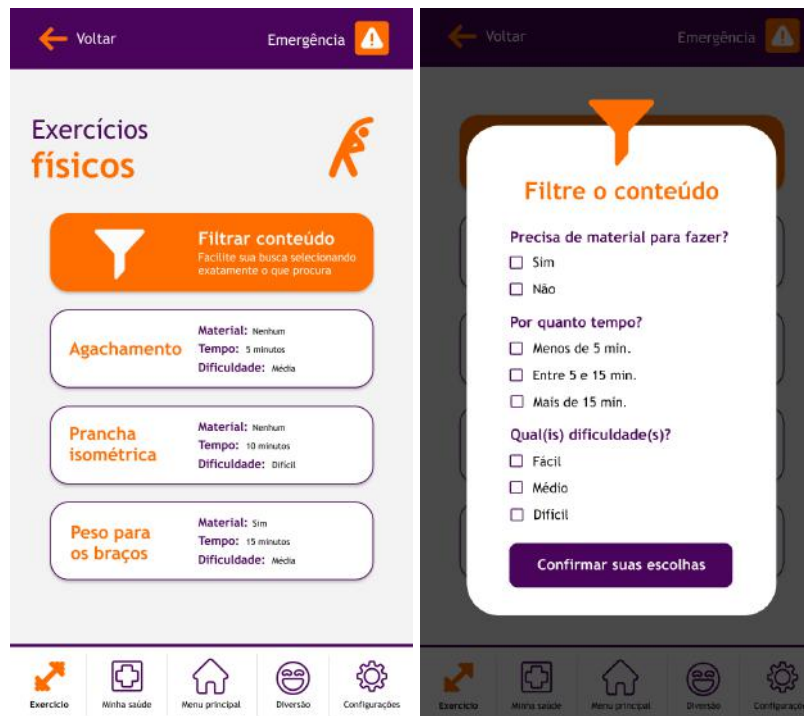 Voltar
Emergência
Exercícios
físicos
Filtrar conteúdo
Facilite sua busca selecionando
exatamente o que procura
Agachamento
Material: Nenhum
Tempo: 5 minutos
Dificuldade: Média
Prancha
isométrica
Material: Nenhum
Tempo: 10 minutos
Dificuldade: Difícil
Peso para
os braços
Material: Sim
Tempo: 15 minutos
Dificuldade: Média
Exercício
Minha saúde
Menu principal
Diversão
Configurações
Voltar
Emergência
Filtre o conteúdo
Precisa de material para fazer?
Sim
Não
Por quanto tempo?
Menos de 5 min.
Entre 5 e 15 min.
Mais de 15 min.
Qual(is) dificuldade(s)?
Fácil
Médio
Difícil
Confirmar suas escolhas
Exercício
Minha saúde
Menu principal
Diversão
Configuraçõe